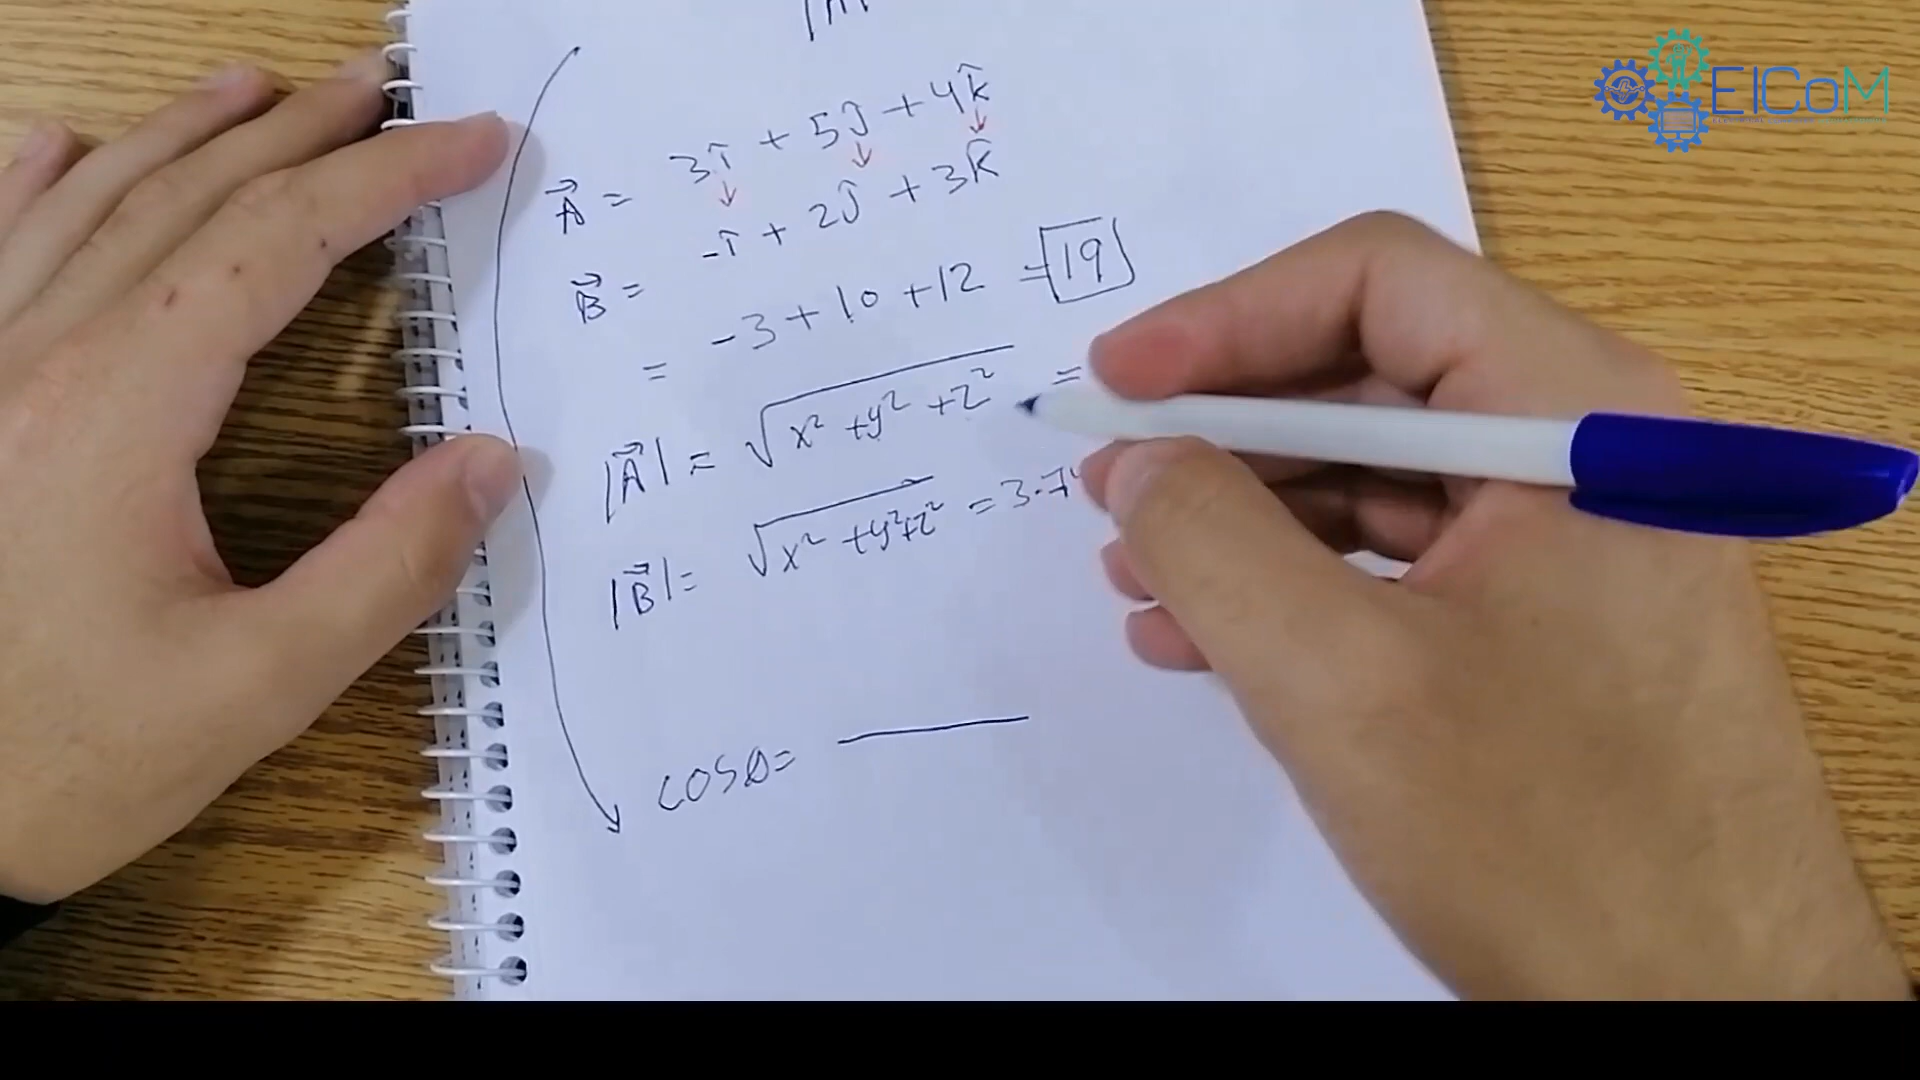 |A|
A⃗ = 3î + 5ĵ + 4k̂
B⃗ = -î + 2ĵ + 3k̂
= -3 + 10 + 12 = 19
|A⃗| = √x² + y² + z² =
|B⃗| = √x² + y² + z² = 3.74
cosθ =
EICoM